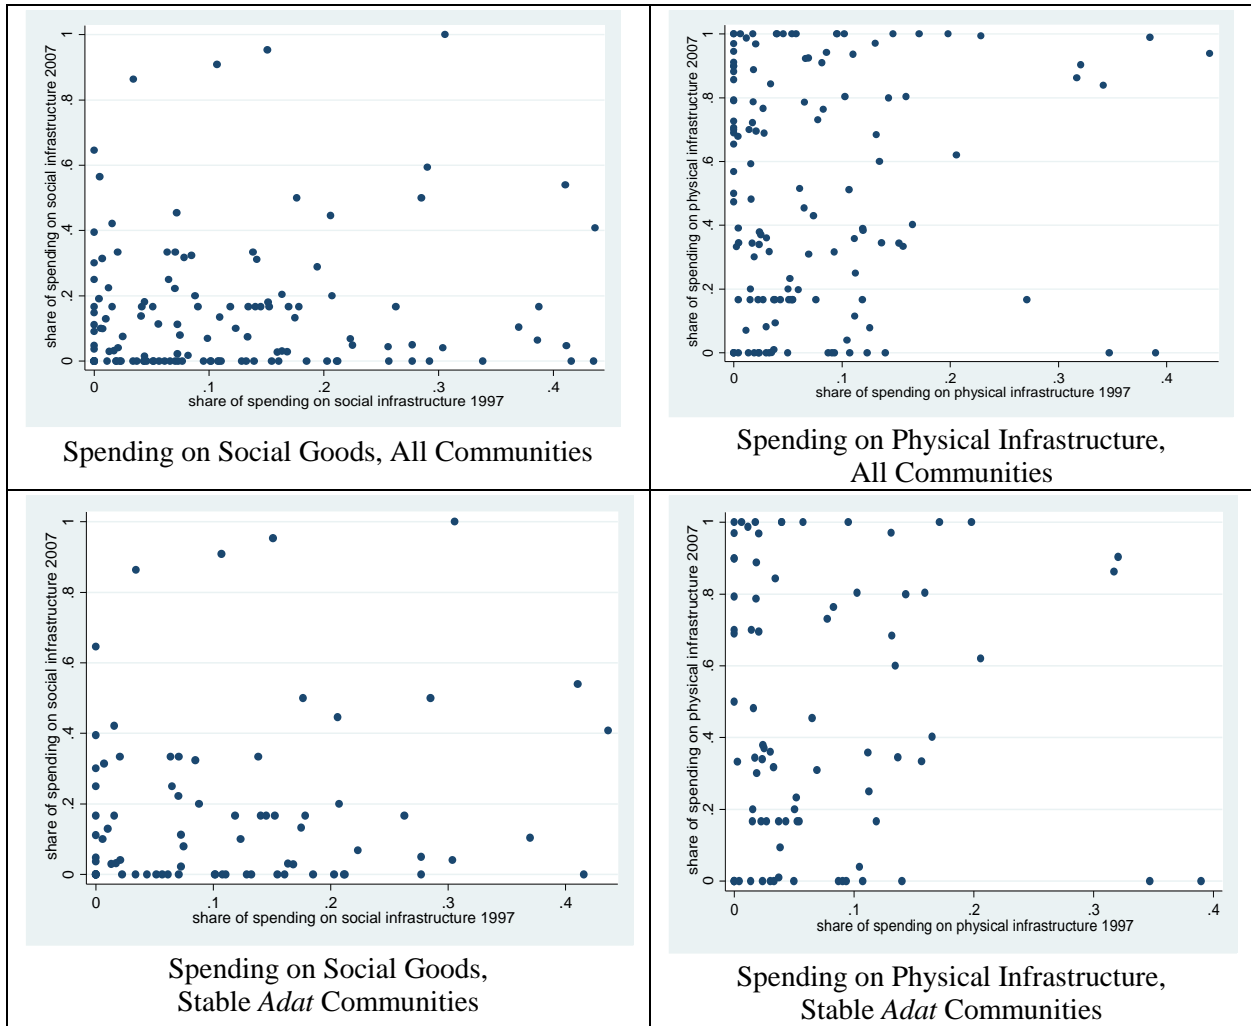 share of spending on social infrastructure 2007
1
.8
.6
.4
.2
0
0 .1 .2 .3 .4
share of spending on social infrastructure 1997
Spending on Social Goods, All Communities
share of spending on physical infrastructure 2007
1
.8
.6
.4
.2
0
0 .1 .2 .3 .4
share of spending on physical infrastructure 1997
Spending on Physical Infrastructure,
All Communities
share of spending on social infrastructure 2007
1
.8
.6
.4
.2
0
0 .1 .2 .3 .4
share of spending on social infrastructure 1997
Spending on Social Goods,
Stable Adat Communities
share of spending on physical infrastructure 2007
1
.8
.6
.4
.2
0
0 .1 .2 .3 .4
share of spending on physical infrastructure 1997
Spending on Physical Infrastructure,
Stable Adat Communities